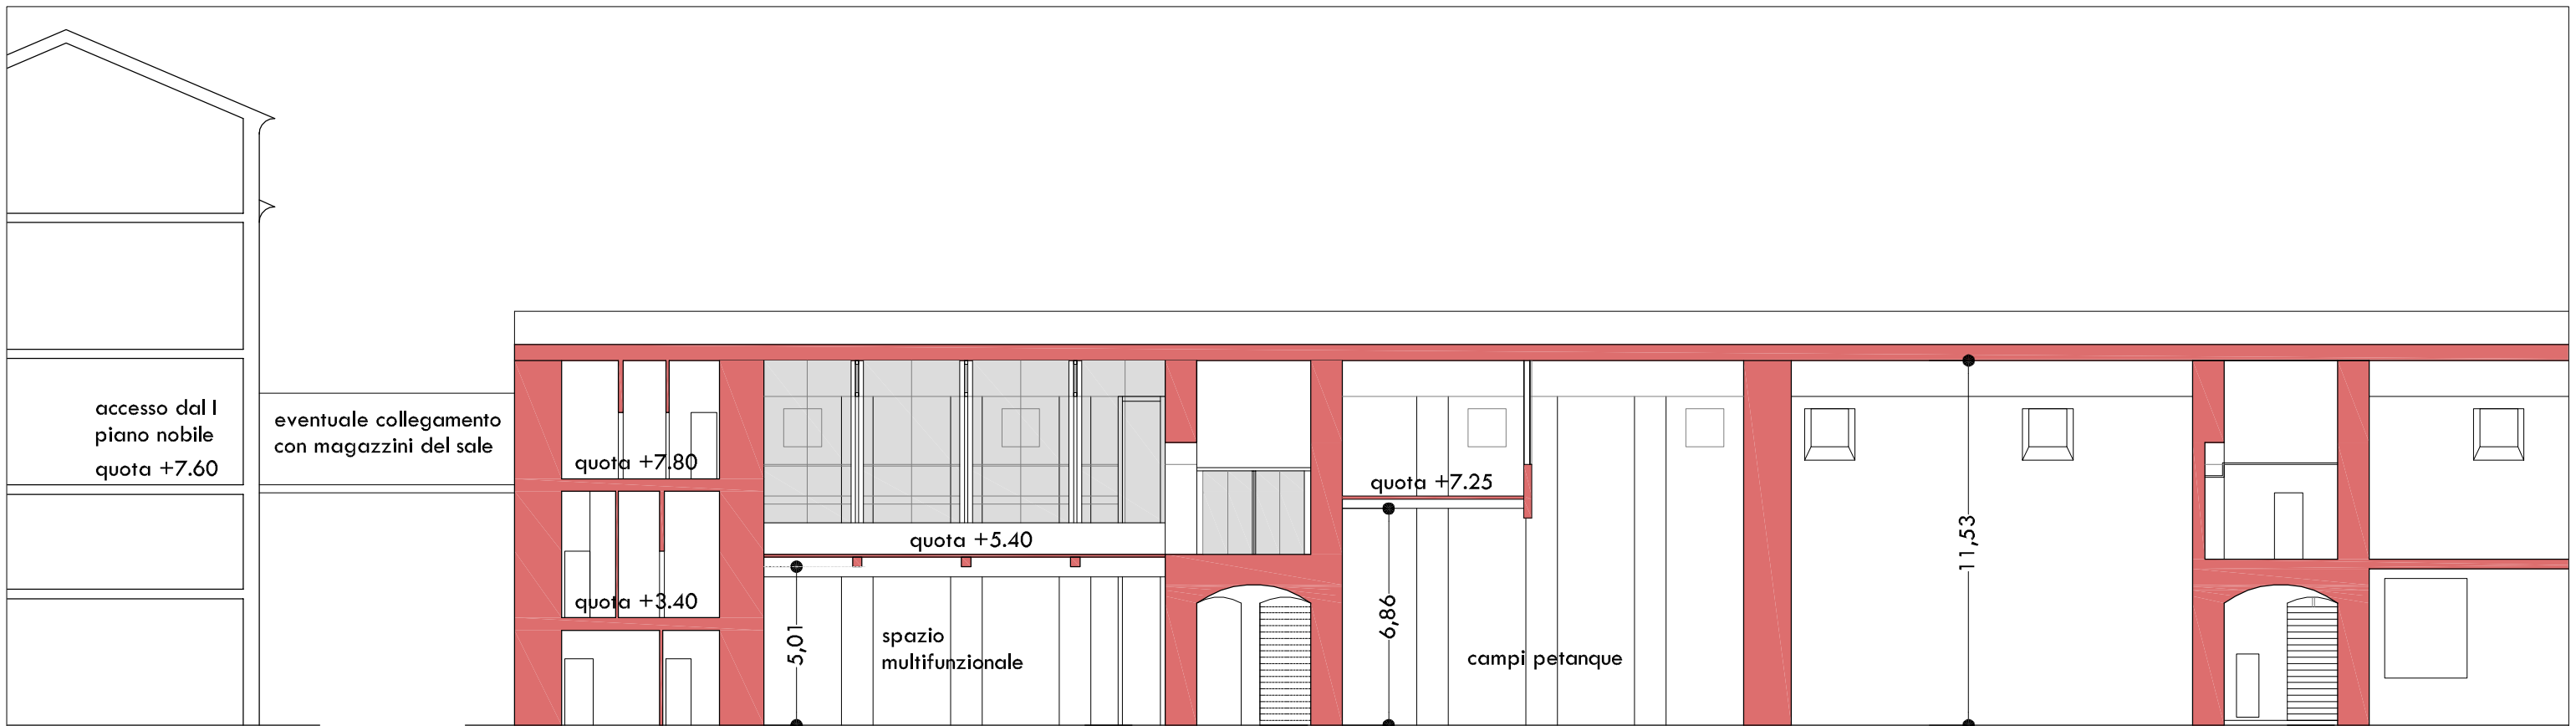 accesso dal I
piano nobile
quota +7.60
eventuale collegamento
con magazzini del sale
quota +7.80
quota +3.40
quota +5.40
5,01
spazio
multifunzionale
quota +7.25
6,86
campi petanque
11,53